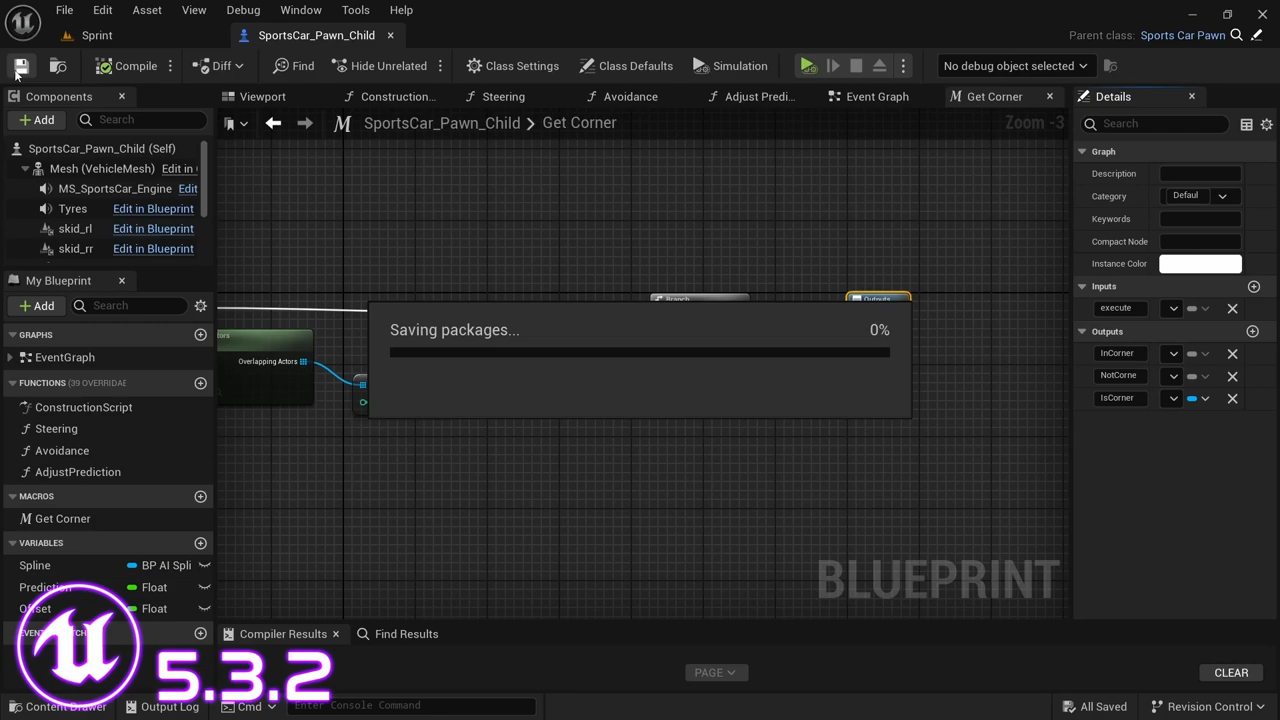 File Edit Asset View Debug Window Tools Help
Sprint SportsCar_Pawn_Child Parent class: Sports Car Pawn
Compile Diff Find Hide Unrelated Class Settings Class Defaults Simulation No debug object selected
Components Viewport Construction... Steering Avoidance Adjust Predi... Event Graph Get Corner Details
Add Search SportsCar_Pawn_Child > Get Corner Zoom -3 Search
SportsCar_Pawn_Child (Self)
Mesh (VehicleMesh) Edit in
MS_SportsCar_Engine Edit
Tyres Edit in Blueprint
skid_rl Edit in Blueprint
skid_rr Edit in Blueprint
My Blueprint
Add Search
GRAPHS
EventGraph
FUNCTIONS (39 OVERRIDAE
ConstructionScript
Steering
Avoidance
AdjustPrediction
MACROS
Get Corner
VARIABLES
Spline BP AI Spli
Prediction Float
Offset Float
Branch Outputs
Overlapping Actors
Saving packages... 0%
BLUEPRINT
Graph
Description
Category Defaul
Keywords
Compact Node
Instance Color
Inputs
execute
Outputs
InCorner
NotCorne
IsCorner
Compiler Results Find Results
PAGE CLEAR
5.3.2
Content Drawer Output Log Cmd Enter Console Command All Saved Revision Control